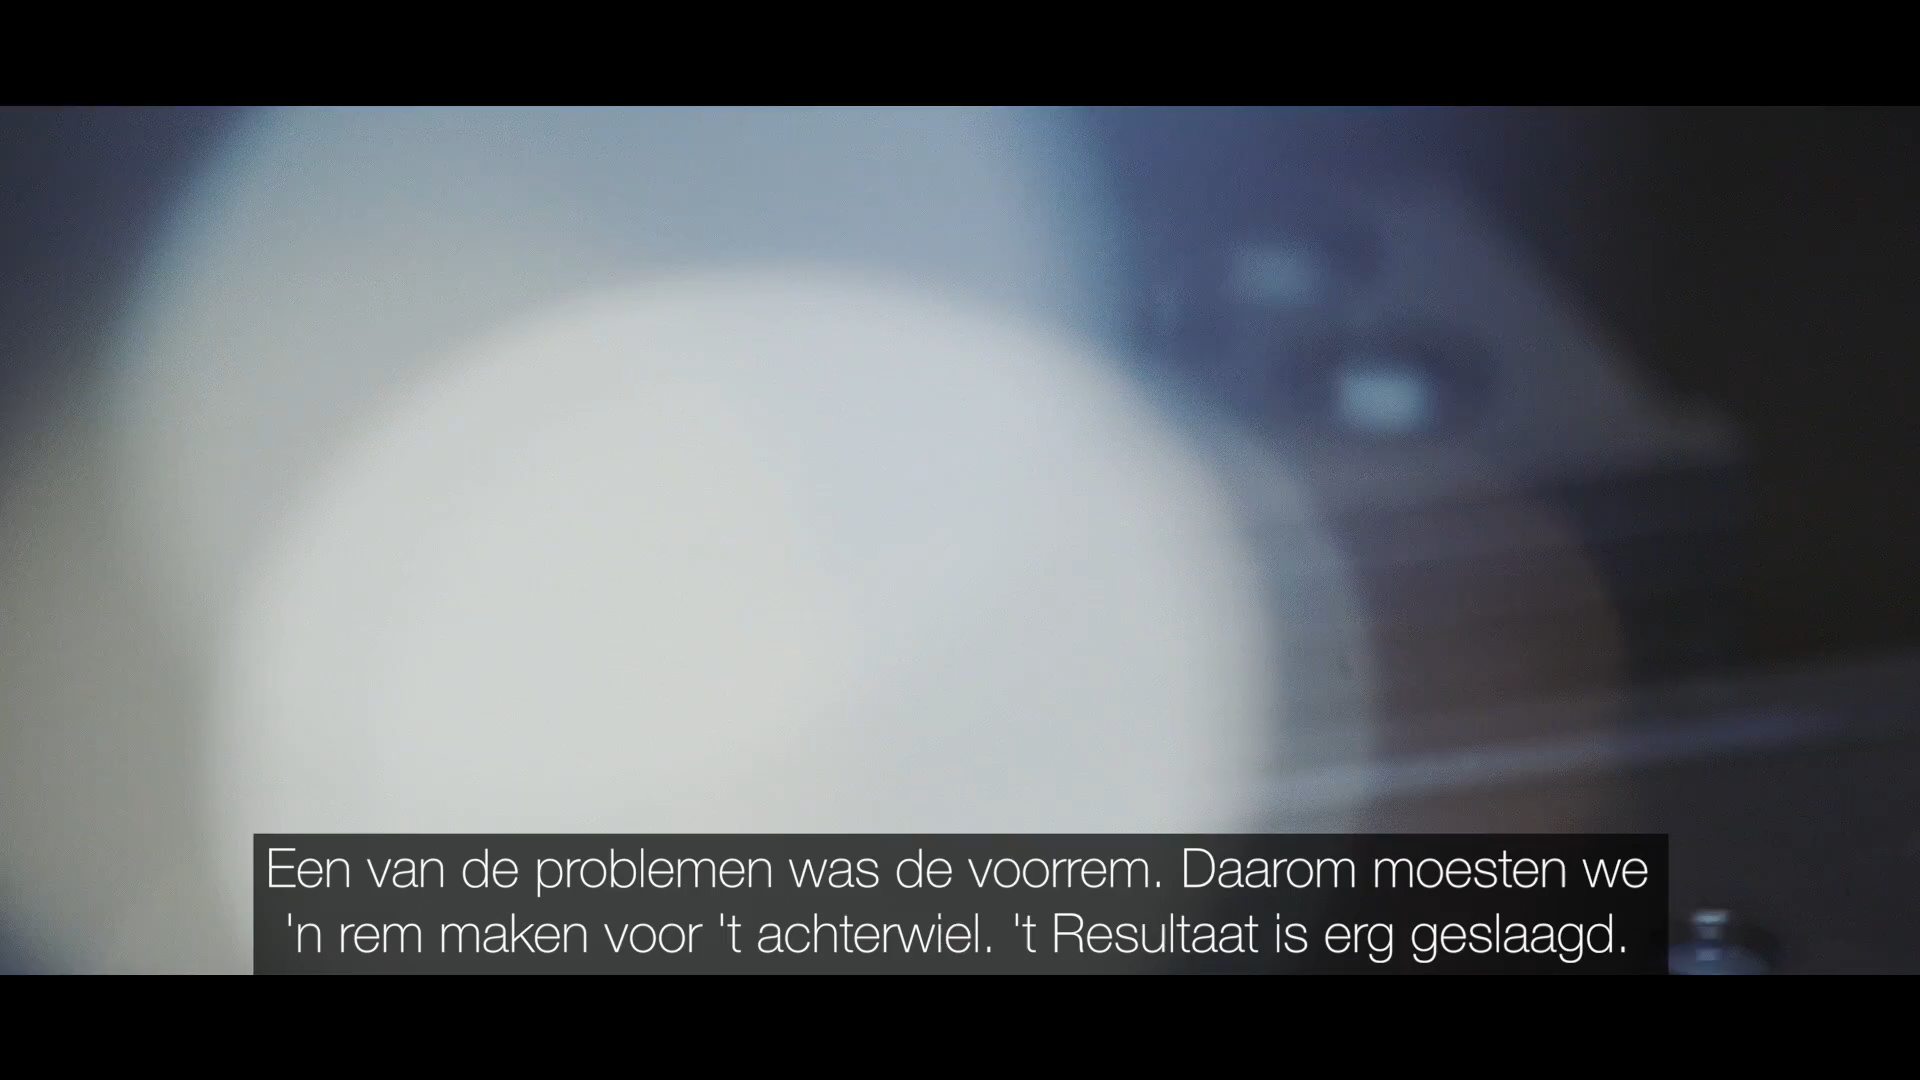 Een van de problemen was de voorrem. Daarom moesten we
'n rem maken voor 't achterwiel. 't Resultaat is erg geslaagd.